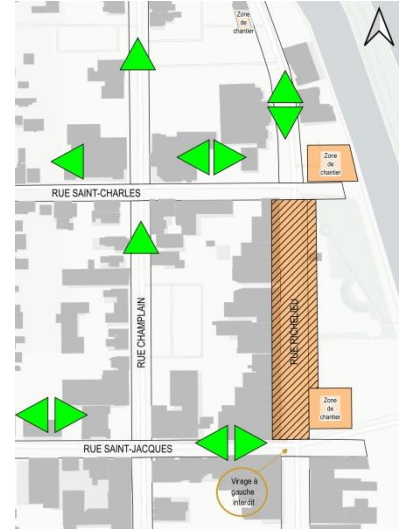 Zone
de
chantier
Zone
de
chantier
RUE SAINT-CHARLES
RUE CHAMPLAIN
RUE RICHELIEU
Zone
de
chantier
RUE SAINT-JACQUES
Virage à
gauche
interdit